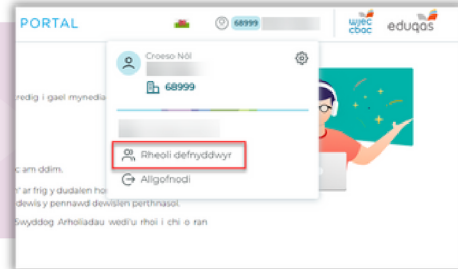 PORTAL
68999
wjec
cbac
eduqas
Croeso Nôl
68999
redig i gael mynedia
Rheoli defnyddwyr
Allgofnodi
c am ddim.
' ar frig y dudalen ho
dewis y pennawd dewislen perthnasol.
Swyddog Arholiadau wedi'u rhoi i chi o ran